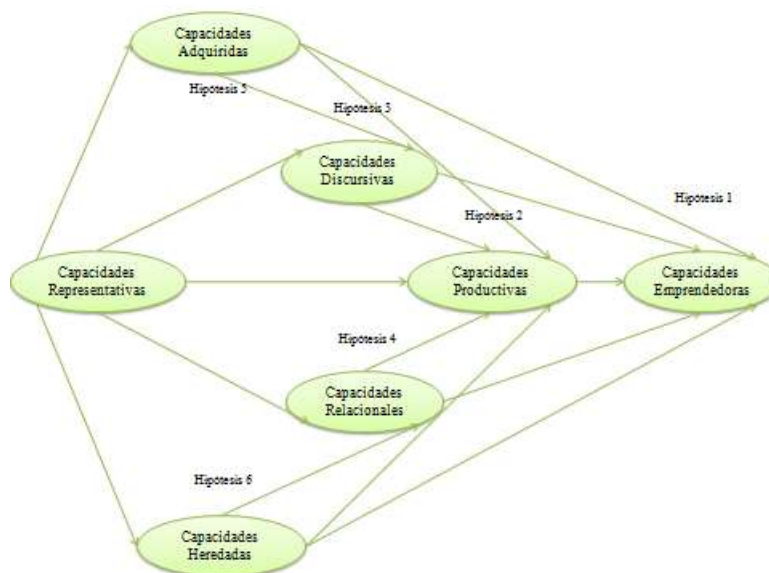 Capacidades
Adquiridas
Hipótesis 5
Hipótesis 3
Capacidades
Discursivas
Hipótesis 1
Hipótesis 2
Capacidades
Representativas
Capacidades
Productivas
Capacidades
Emprendedoras
Hipótesis 4
Capacidades
Relacionales
Hipótesis 6
Capacidades
Heredadas